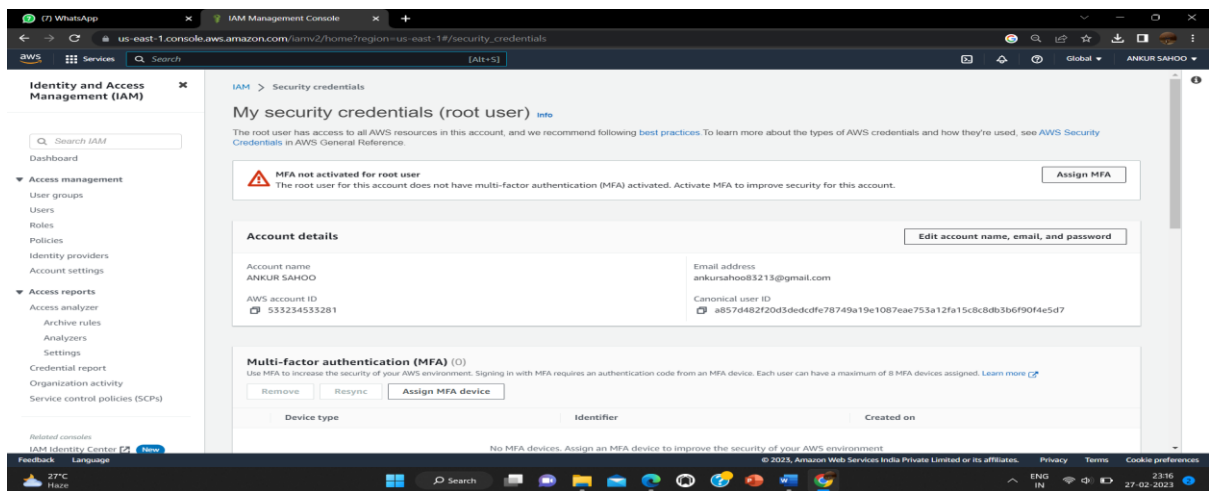 (7) WhatsApp
IAM Management Console
us-east-1.console.aws.amazon.com/iamv2/home?region=us-east-1#/security_credentials
aws
Services
Search
[Alt+S]
Global
ANKUR SAHOO
Identity and Access
Management (IAM)
Search IAM
Dashboard
Access management
User groups
Users
Roles
Policies
Identity providers
Account settings
Access reports
Access analyzer
Archive rules
Analyzers
Settings
Credential report
Organization activity
Service control policies (SCPs)
Related consoles
IAM Identity Center
New
IAM > Security credentials
My security credentials (root user) Info
The root user has access to all AWS resources in this account, and we recommend following best practices. To learn more about the types of AWS credentials and how they're used, see AWS Security
Credentials in AWS General Reference.
MFA not activated for root user
The root user for this account does not have multi-factor authentication (MFA) activated. Activate MFA to improve security for this account.
Assign MFA
Account details
Edit account name, email, and password
Account name
ANKUR SAHOO
Email address
ankursahoo83213@gmail.com
AWS account ID
533234533281
Canonical user ID
a857d482f20d3dedcdfe78749a19e1087eae753a12fa15c8c8db3b6f90f4e5d7
Multi-factor authentication (MFA) (0)
Use MFA to increase the security of your AWS environment. Signing in with MFA requires an authentication code from an MFA device. Each user can have a maximum of 8 MFA devices assigned. Learn more
Remove
Resync
Assign MFA device
Device type
Identifier
Created on
No MFA devices. Assign an MFA device to improve the security of your AWS environment
Feedback
Language
© 2023, Amazon Web Services India Private Limited or its affiliates.
Privacy
Terms
Cookie preferences
27°C
Haze
Search
ENG
IN
23:16
27-02-2023